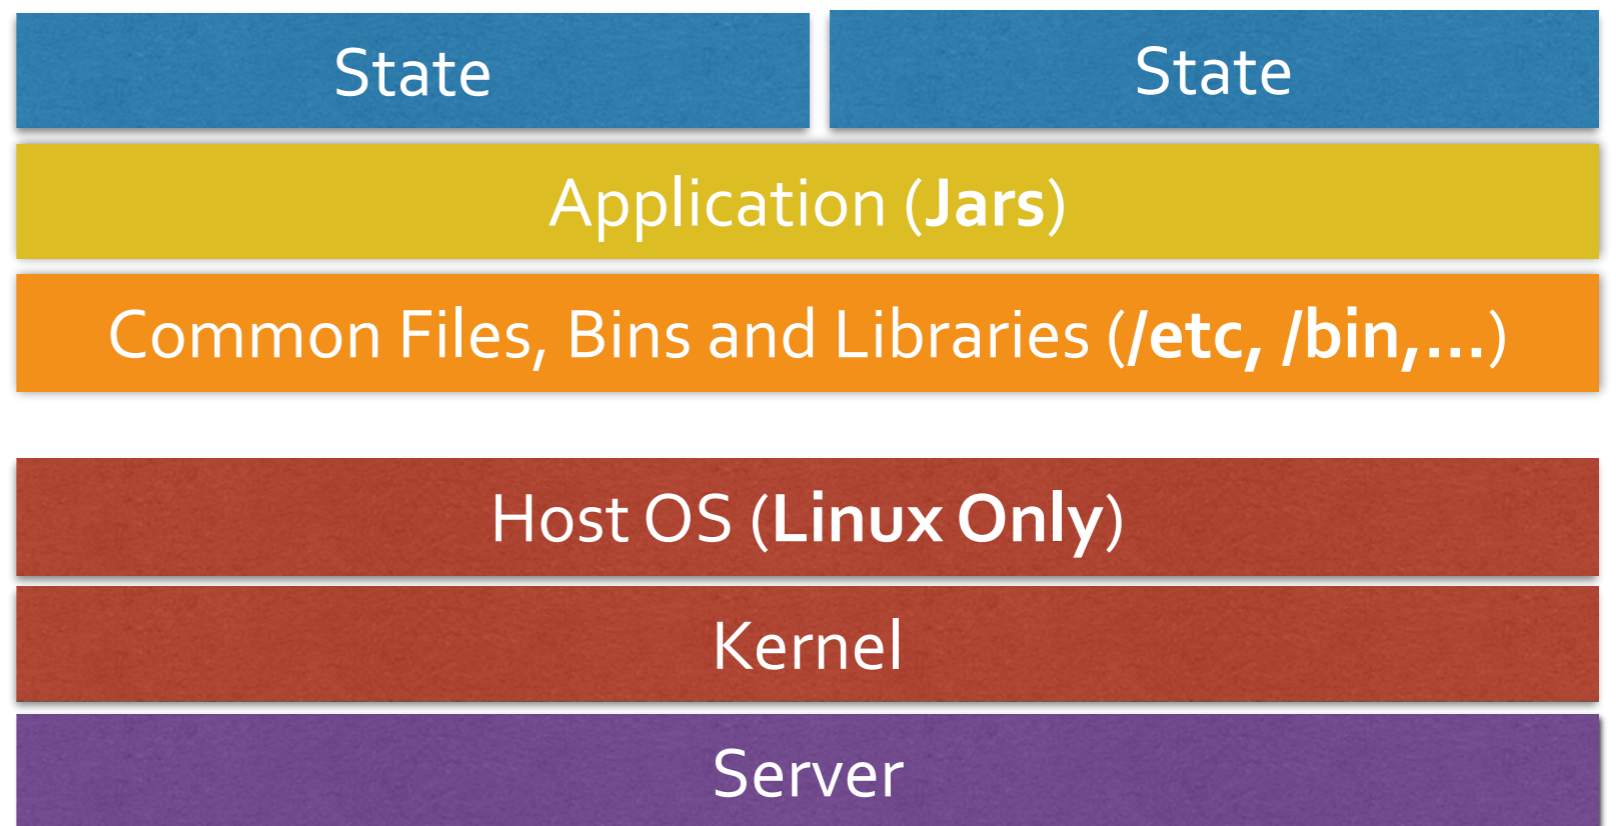 State
State
Application (Jars)
Common Files, Bins and Libraries (/etc, /bin,...)
Host OS (Linux Only)
Kernel
Server